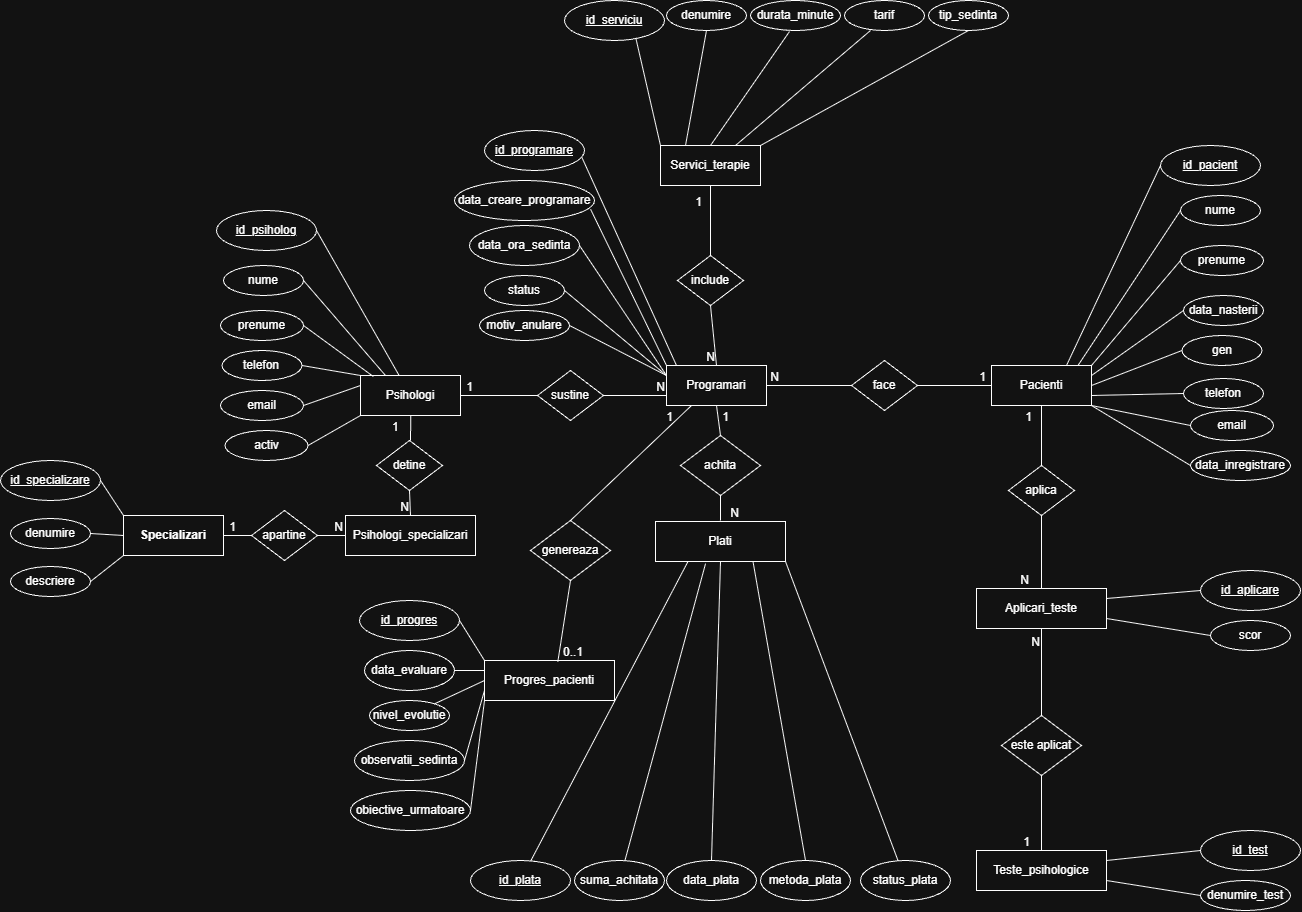 id_serviciu
denumire
durata_minute
tarif
tip_sedinta
Servici_terapie
1
include
N
id_programare
data_creare_programare
data_ora_sedinta
status
motiv_anulare
Programari
id_pacient
nume
prenume
data_nasterii
gen
telefon
email
data_inregistrare
Pacienti
N
face
1
id_psiholog
nume
prenume
telefon
email
activ
Psihologi
1
sustine
N
1
detine
N
id_specializare
denumire
descriere
Specializari
1
apartine
N
Psihologi_specializari
1
genereaza
0..1
1
achita
N
Plati
id_progres
data_evaluare
nivel_evolutie
observatii_sedinta
obiective_urmatoare
Progres_pacienti
id_plata
suma_achitata
data_plata
metoda_plata
status_plata
1
aplica
N
Aplicari_teste
id_aplicare
scor
N
este aplicat
1
Teste_psihologice
id_test
denumire_test